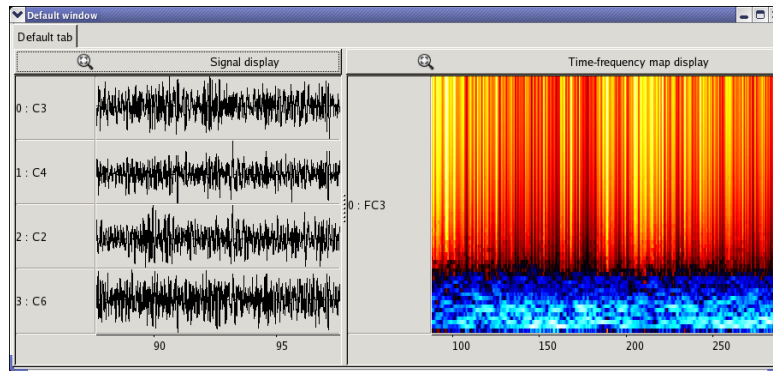 Default window
Default tab
Signal display
Time-frequency map display
0 : C3
1 : C4
2 : C2
3 : C6
0 : FC3
90 95
100 150 200 250